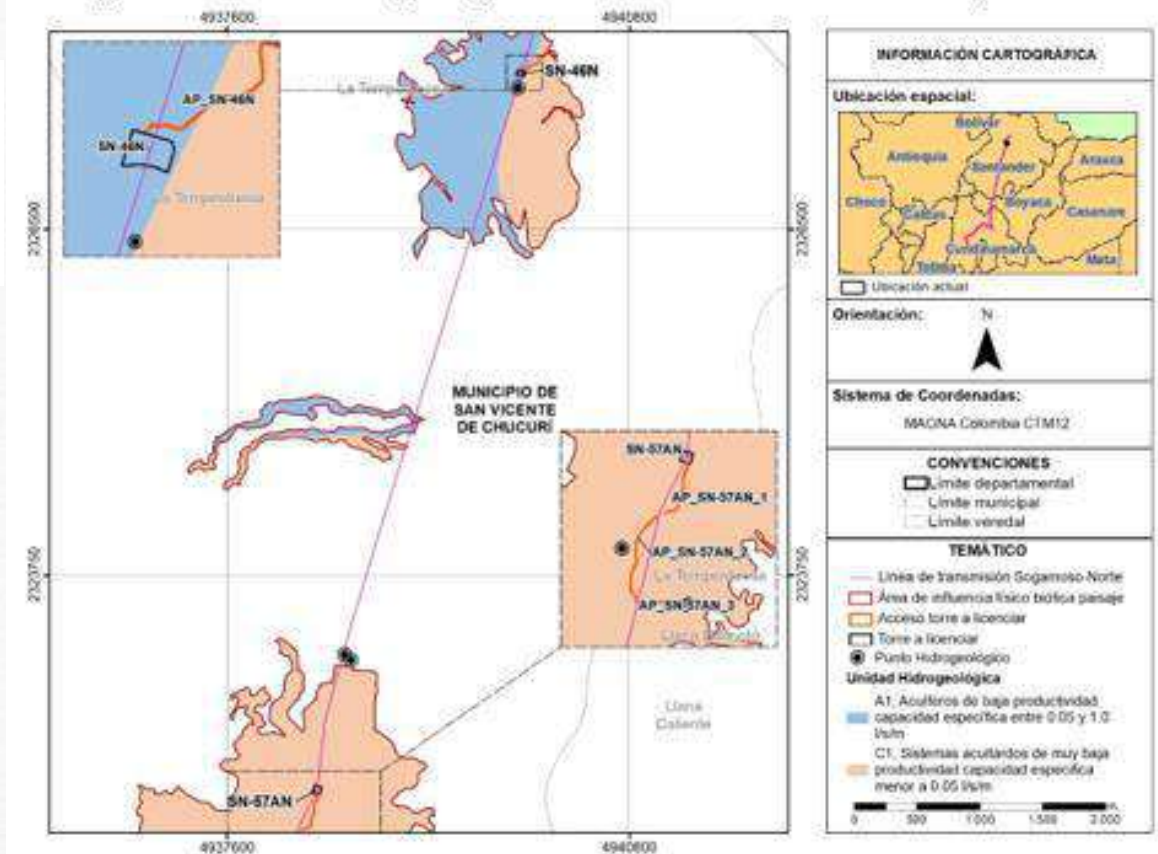 4937600
4940800
2326500
2323750
4937600
4940800
2326500
2323750
AP_SN-46N
SN-46N
La Temperadora
SN-46N
MUNICIPIO DE
SAN VICENTE
DE CHUCURÍ
SN-57AN
AP_SN-57AN_1
AP_SN-57AN_2
AP_SN-57AN_3
SN-57AN
Llana
Caliente
INFORMACIÓN CARTOGRÁFICA
Ubicación espacial:
Bolívar
Antioquia
Santander
Arauca
Chocó
Caldas
Boyacá
Casanare
Cundinamarca
Tolima
Meta
Ubicación actual
Orientación:
N
Sistema de Coordenadas:
MAGNA Colombia CTM12
CONVENCIONES
Límite departamental
Límite municipal
Límite veredal
TEMÁTICO
Línea de transmisión Sogamoso Norte
Área de influencia físico biótica paisaje
Acceso torre a licenciar
Torre a licenciar
Punto Hidrogeológico
Unidad Hidrogeológica
A1, Acuíferos de baja productividad
capacidad específica entre 0.05 y 1.0
l/s/m
C1, Sistemas acuitardos de muy baja
productividad capacidad específica
menor a 0.05 l/s/m
0 500 1.000 1.500 2.000